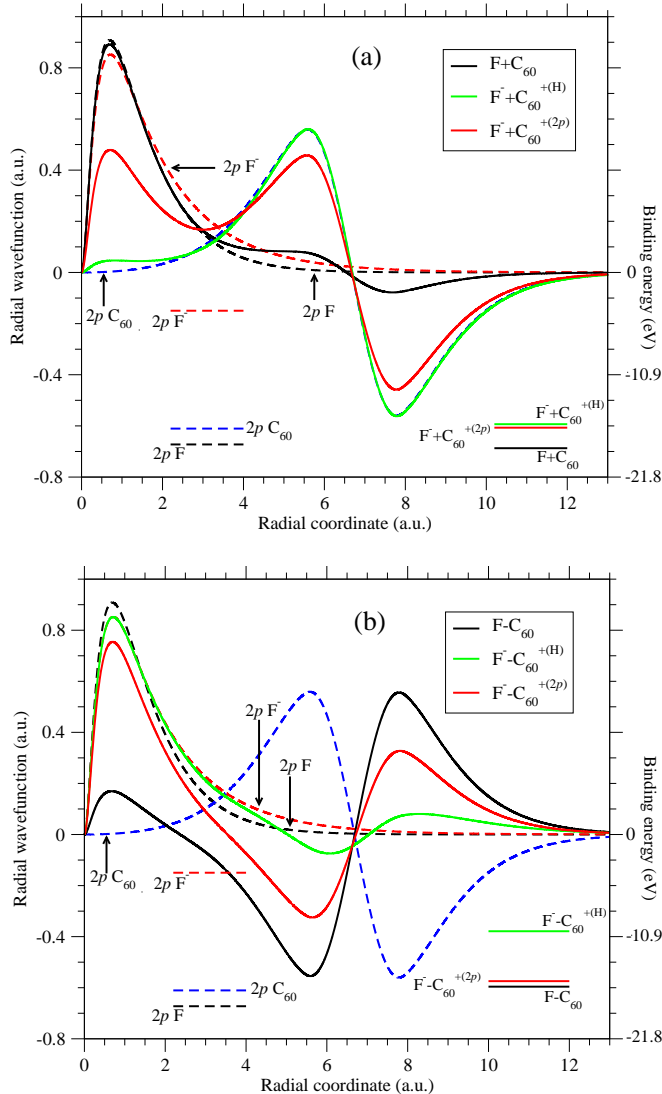 (a)
F+C60
F-+C60+(H)
F-+C60+(2p)
0.8
0.4
0
-0.4
-0.8
Radial wavefunction (a.u.)
2p F-
2p C60
2p F-
2p F
2p C60
2p F
F-+C60+(H)
F-+C60+(2p)
F+C60
0
-10.9
-21.8
Binding energy (eV)
0 2 4 6 8 10 12
Radial coordinate (a.u.)
(b)
F-C60
F--C60+(H)
F--C60+(2p)
0.8
0.4
0
-0.4
-0.8
Radial wavefunction (a.u.)
2p F-
2p F
2p C60
2p F-
2p C60
2p F
F--C60+(H)
F--C60+(2p)
F-C60
0
-10.9
-21.8
Binding energy (eV)
0 2 4 6 8 10 12
Radial coordinate (a.u.)